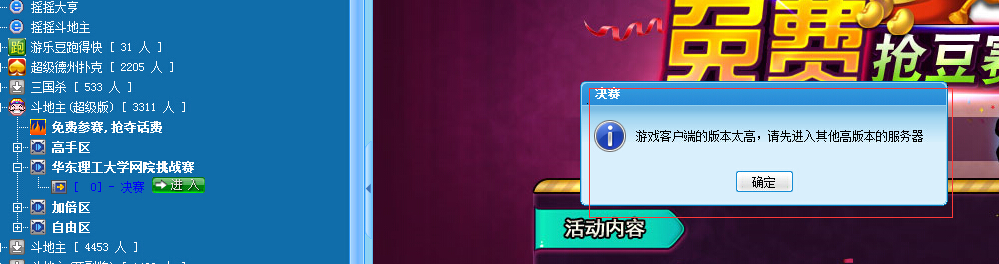 摇摇大亨
摇摇斗地主
跑
游乐豆跑得快 [ 31 人 ]
超级德州扑克 [ 2205 人 ]
三国杀 [ 533 人 ]
斗地主(超级版) [ 3311 人 ]
免费参赛,抢夺话费
高手区
华东理工大学网院挑战赛
[ 0] - 决赛 进入
加倍区
自由区
斗地主 [ 4453 人 ]
免费
抢豆赛
决赛
游戏客户端的版本太高，请先进入其他高版本的服务器
确定
活动内容